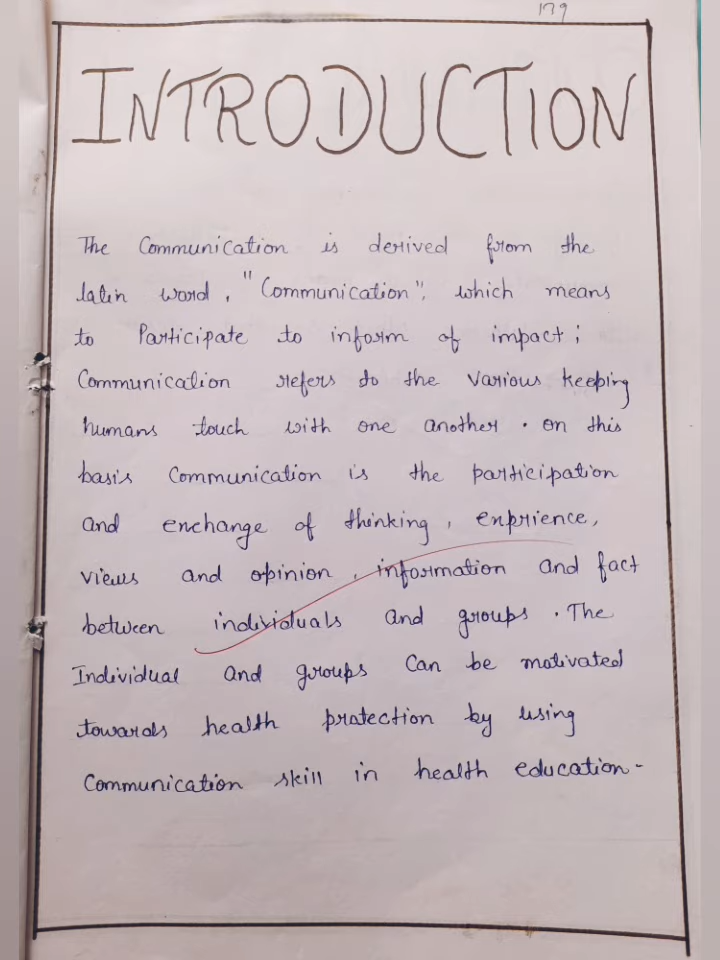 179
INTRODUCTION
The Communication is derived from the
latin word, "Communication", which means
to Participate to inform of impact;
Communication refers to the various keeping
humans touch with one another. on this
basis Communication is the participation
and enchange of thinking, enprience,
views and opinion, information and fact
between individuals and groups. The
Individual and groups Can be motivated
towards health protection by using
Communication skill in health education-